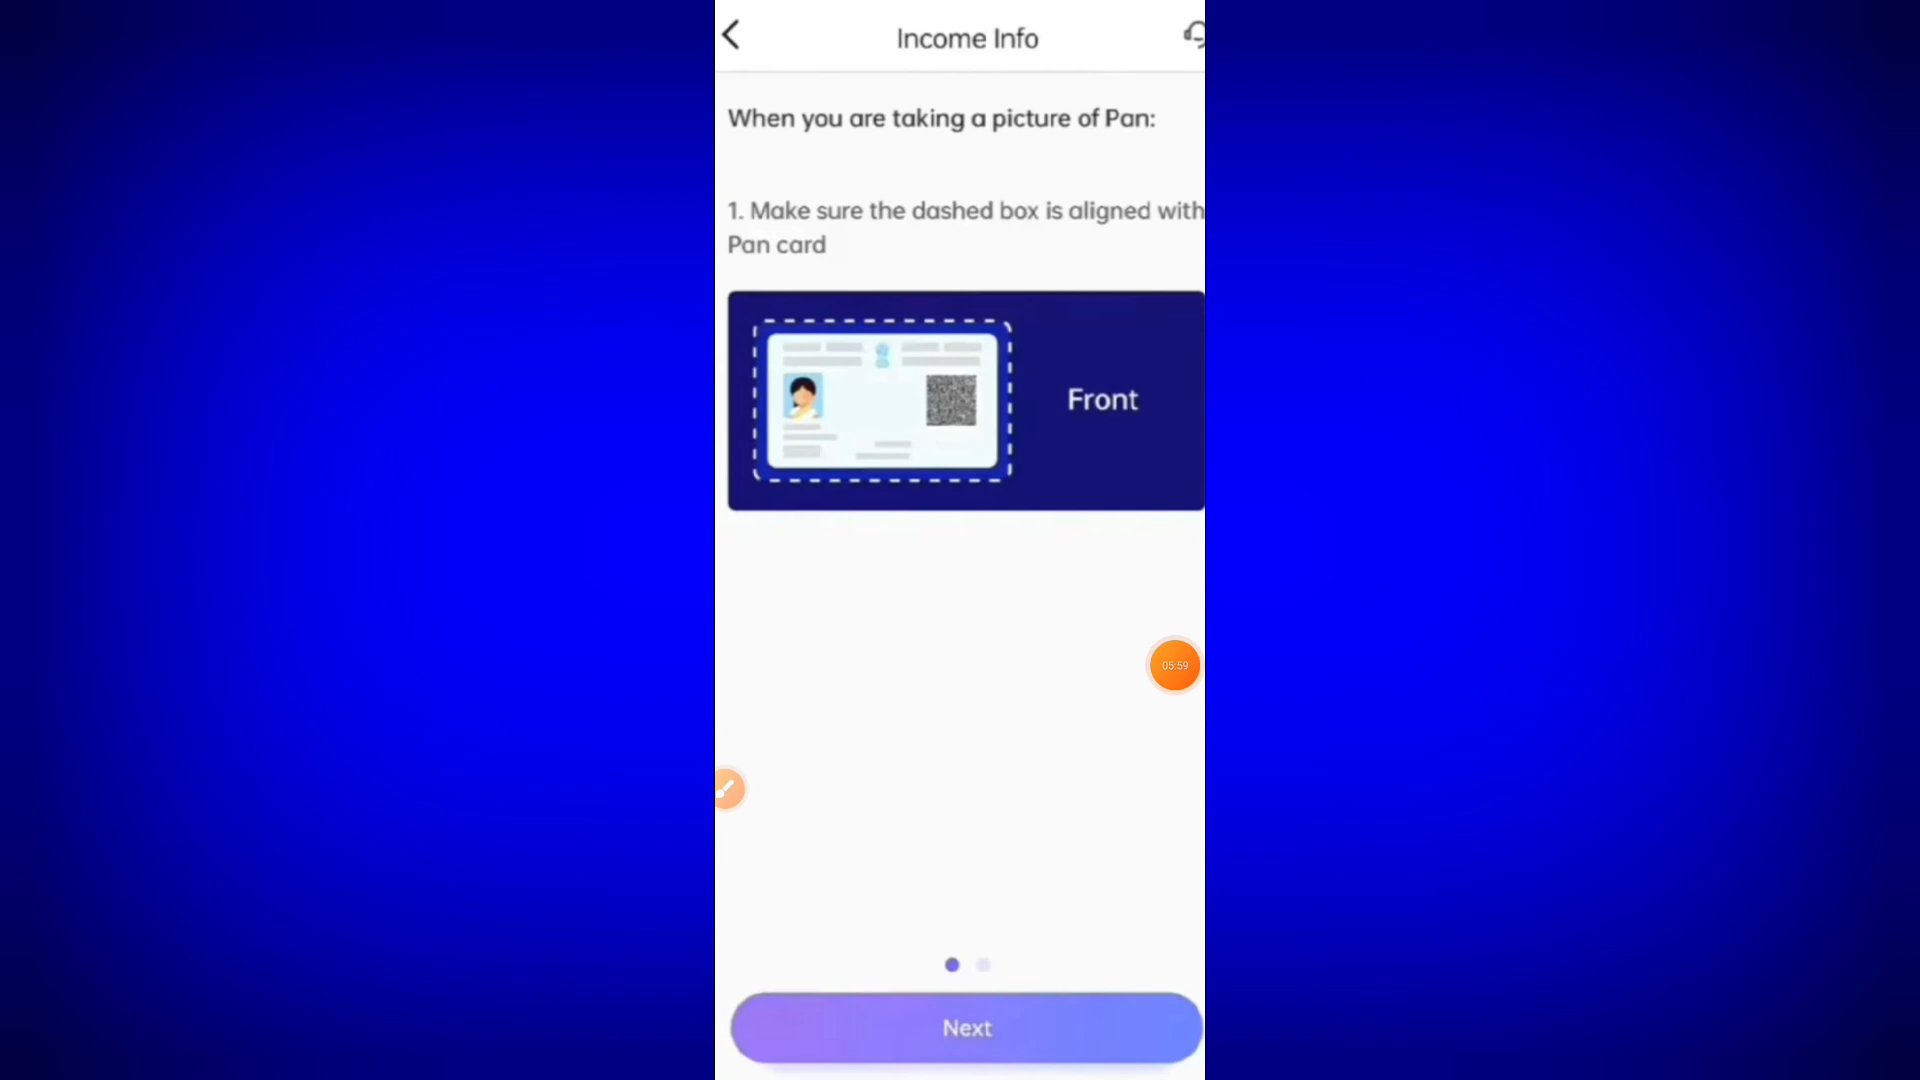 Income Info
When you are taking a picture of Pan:
1. Make sure the dashed box is aligned with
Pan card
Front
05:59
Next